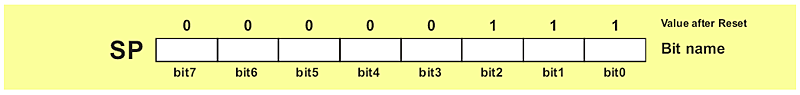 0 0 0 0 0 1 1 1 Value after Reset
SP Bit name
bit7 bit6 bit5 bit4 bit3 bit2 bit1 bit0